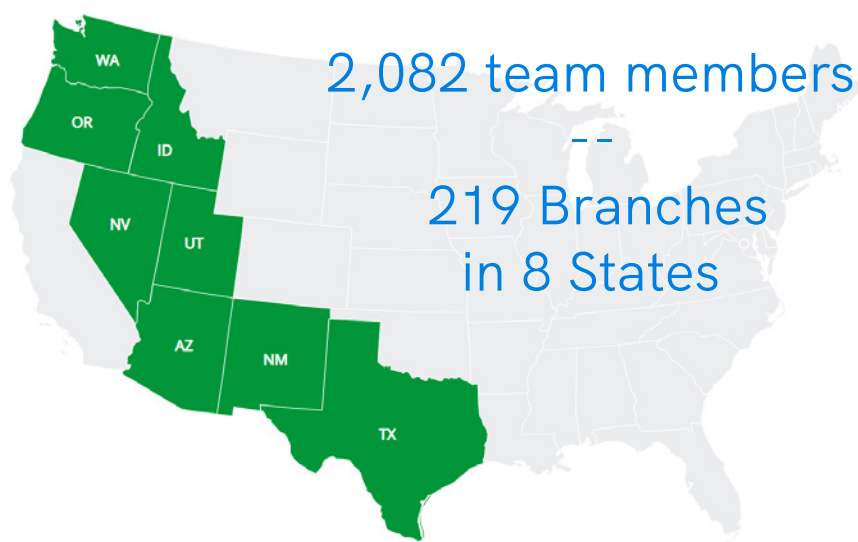 WA
2,082 team members
OR
--
ID
219 Branches
NV
UT
in 8 States
AZ
NM
TX